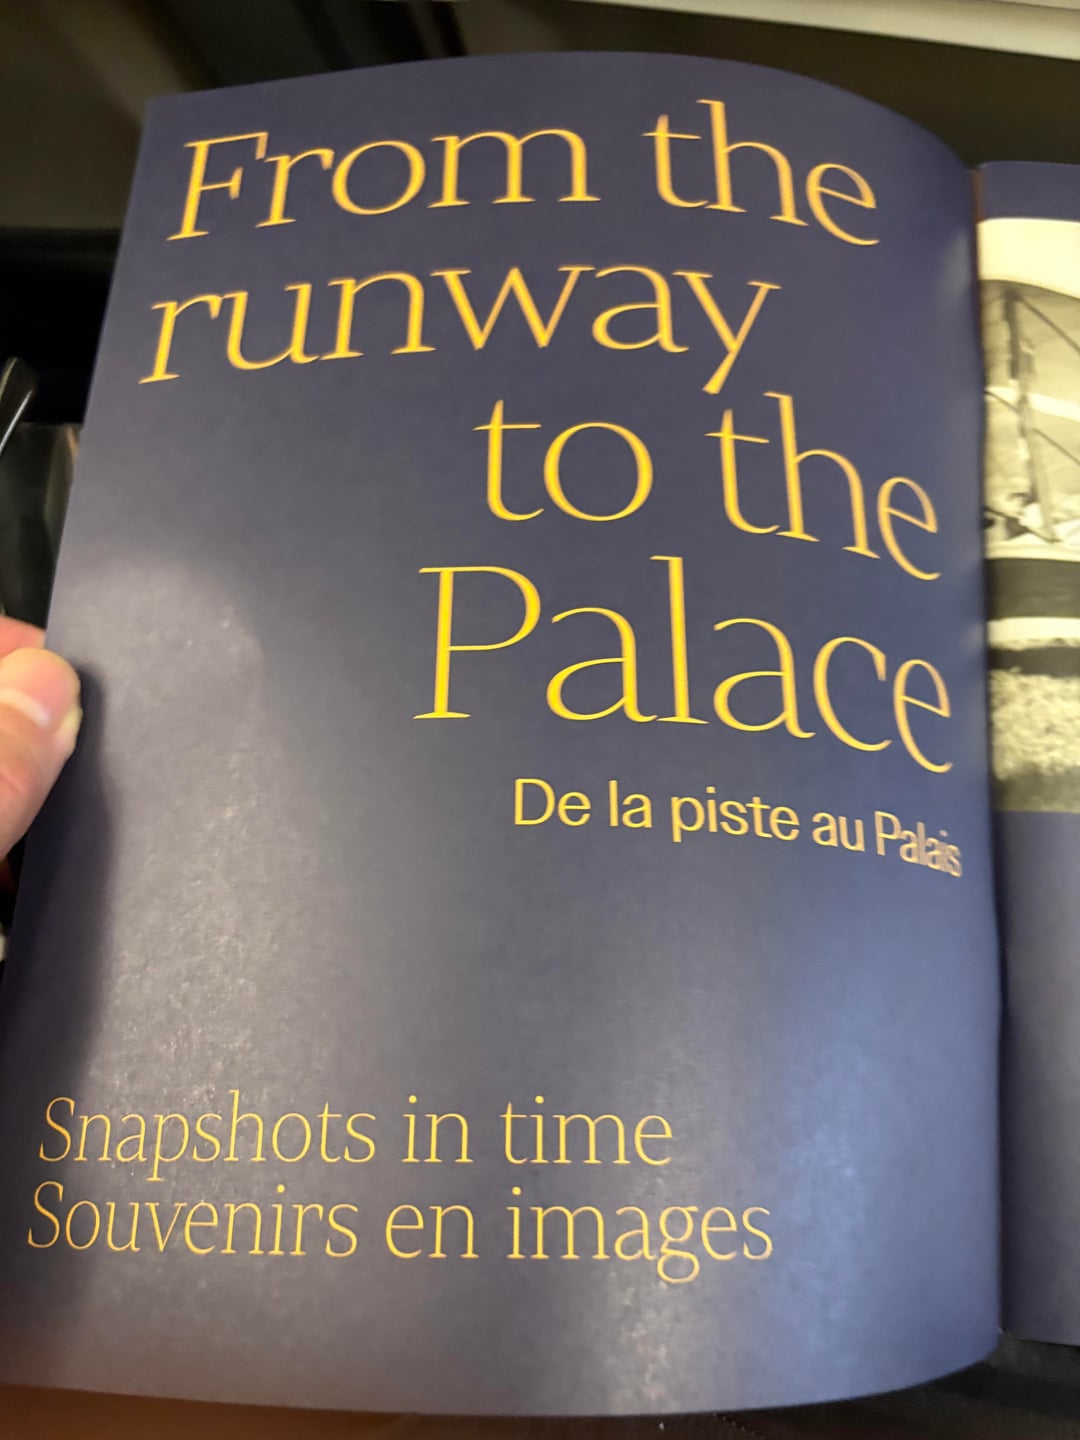 From the
runway
to the
Palace
De la piste au Palais
Snapshots in time
Souvenirs en images